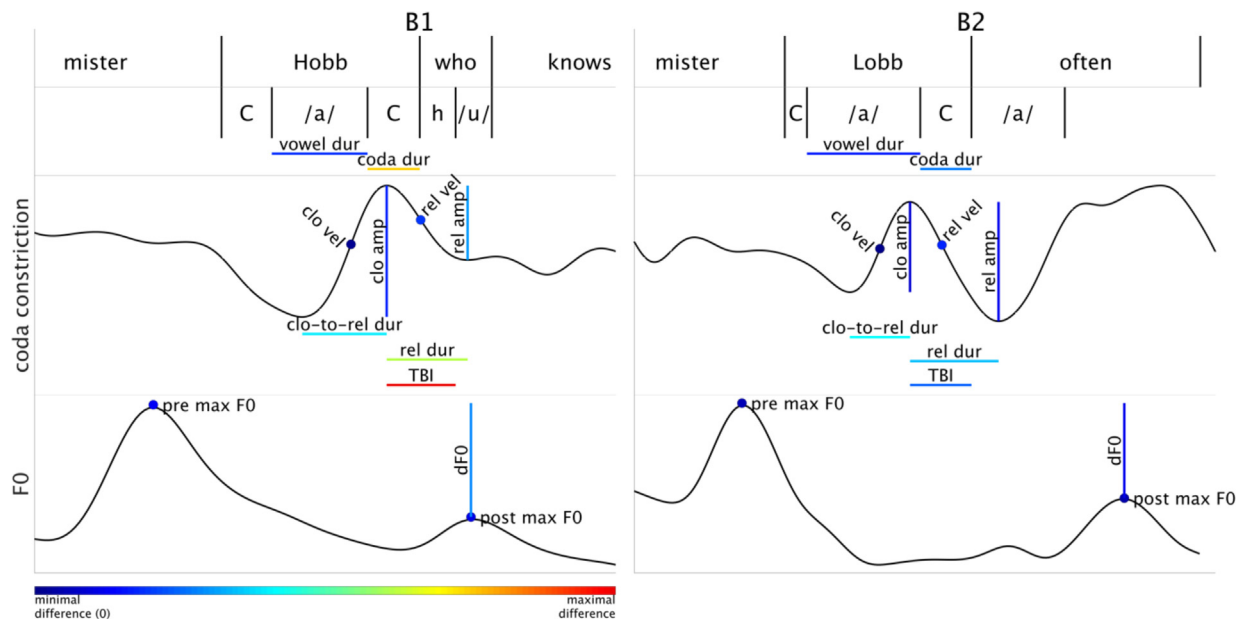 B1
B2
mister
Hobb
who
knows
mister
Lobb
often
C
/a/
C
h
/u/
C
/a/
C
/a/
vowel dur
coda dur
vowel dur
coda dur
coda constriction
clo vel
clo amp
rel vel
rel amp
clo vel
clo amp
rel vel
rel amp
clo-to-rel dur
rel dur
TBI
clo-to-rel dur
rel dur
TBI
F0
pre max F0
dF0
post max F0
pre max F0
dF0
post max F0
minimal
difference (0)
maximal
difference